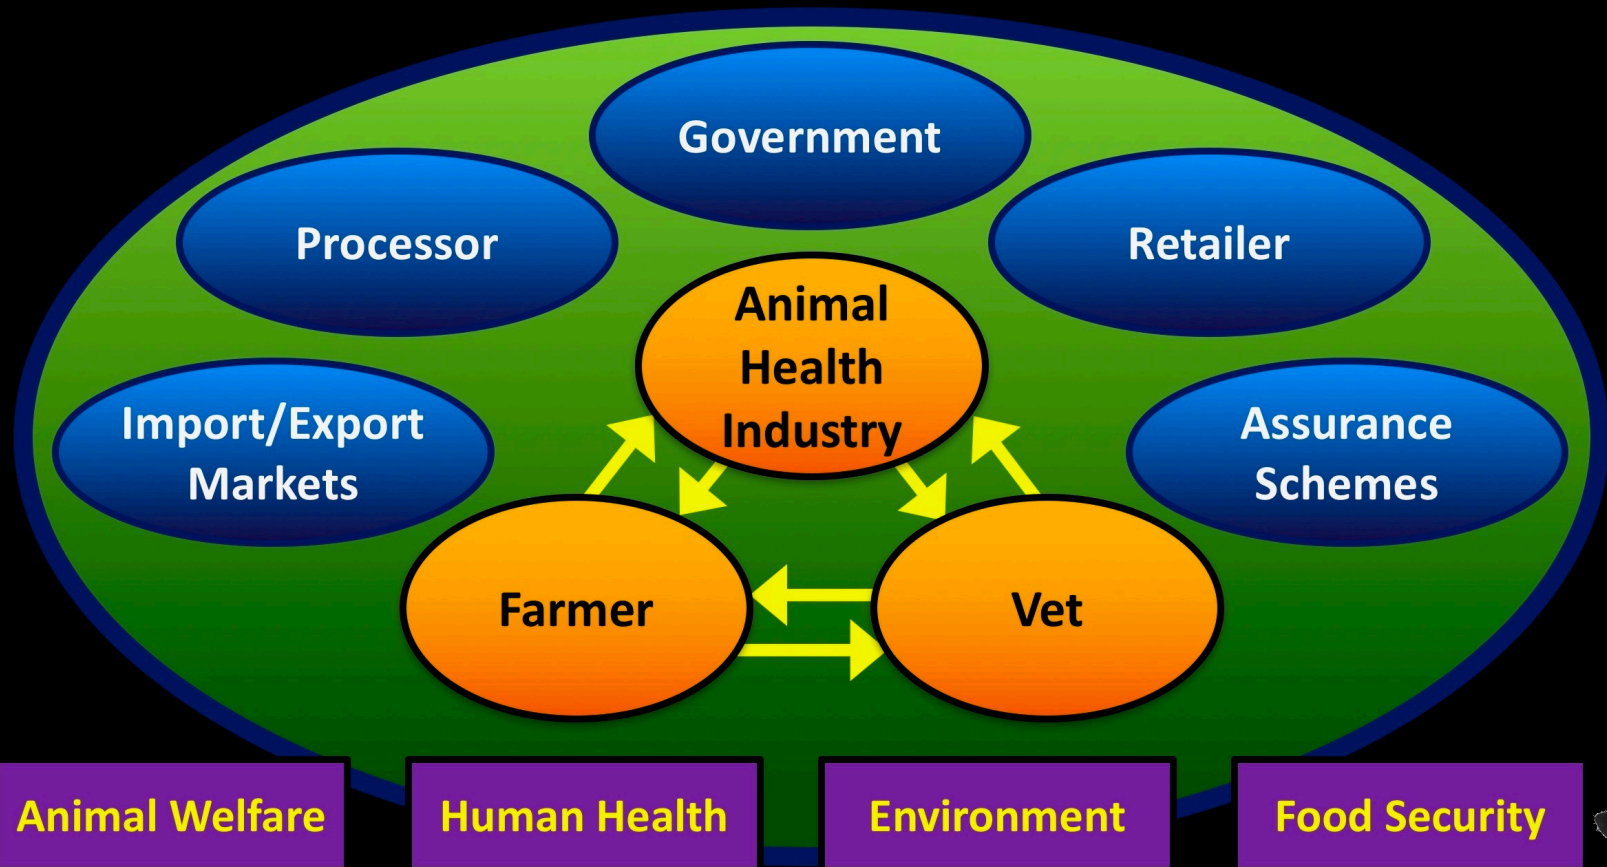 Government
Processor
Retailer
Animal
Health
Industry
Import/Export
Markets
Assurance
Schemes
Farmer
Vet
Animal Welfare
Human Health
Environment
Food Security